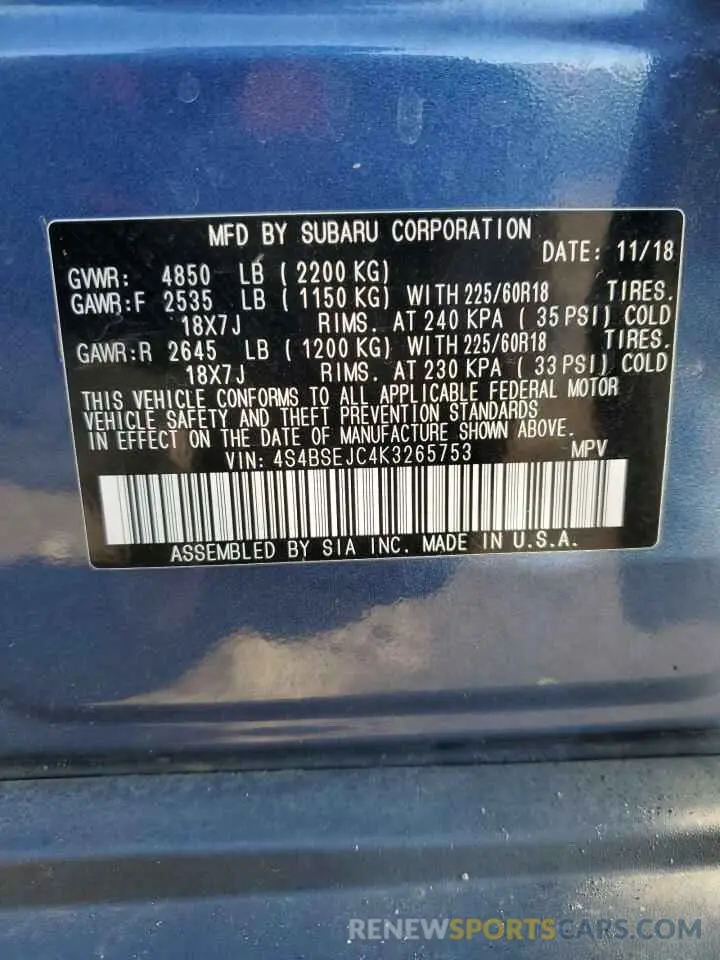 MFD BY SUBARU CORPORATION
DATE: 11/18
GVWR: 4850 LB ( 2200 KG)
GAWR:F 2535 LB ( 1150 KG) WITH 225/60R18 TIRES.
18X7J RIMS. AT 240 KPA ( 35 PSI) COLD
GAWR:R 2645 LB ( 1200 KG) WITH 225/60R18 TIRES.
18X7J RIMS. AT 230 KPA ( 33 PSI) COLD
THIS VEHICLE CONFORMS TO ALL APPLICABLE FEDERAL MOTOR
VEHICLE SAFETY AND THEFT PREVENTION STANDARDS
IN EFFECT ON THE DATE OF MANUFACTURE SHOWN ABOVE.
VIN: 4S4BSEJC4K3265753 MPV
ASSEMBLED BY SIA INC. MADE IN U.S.A.
RENEWSPORTSCARS.COM